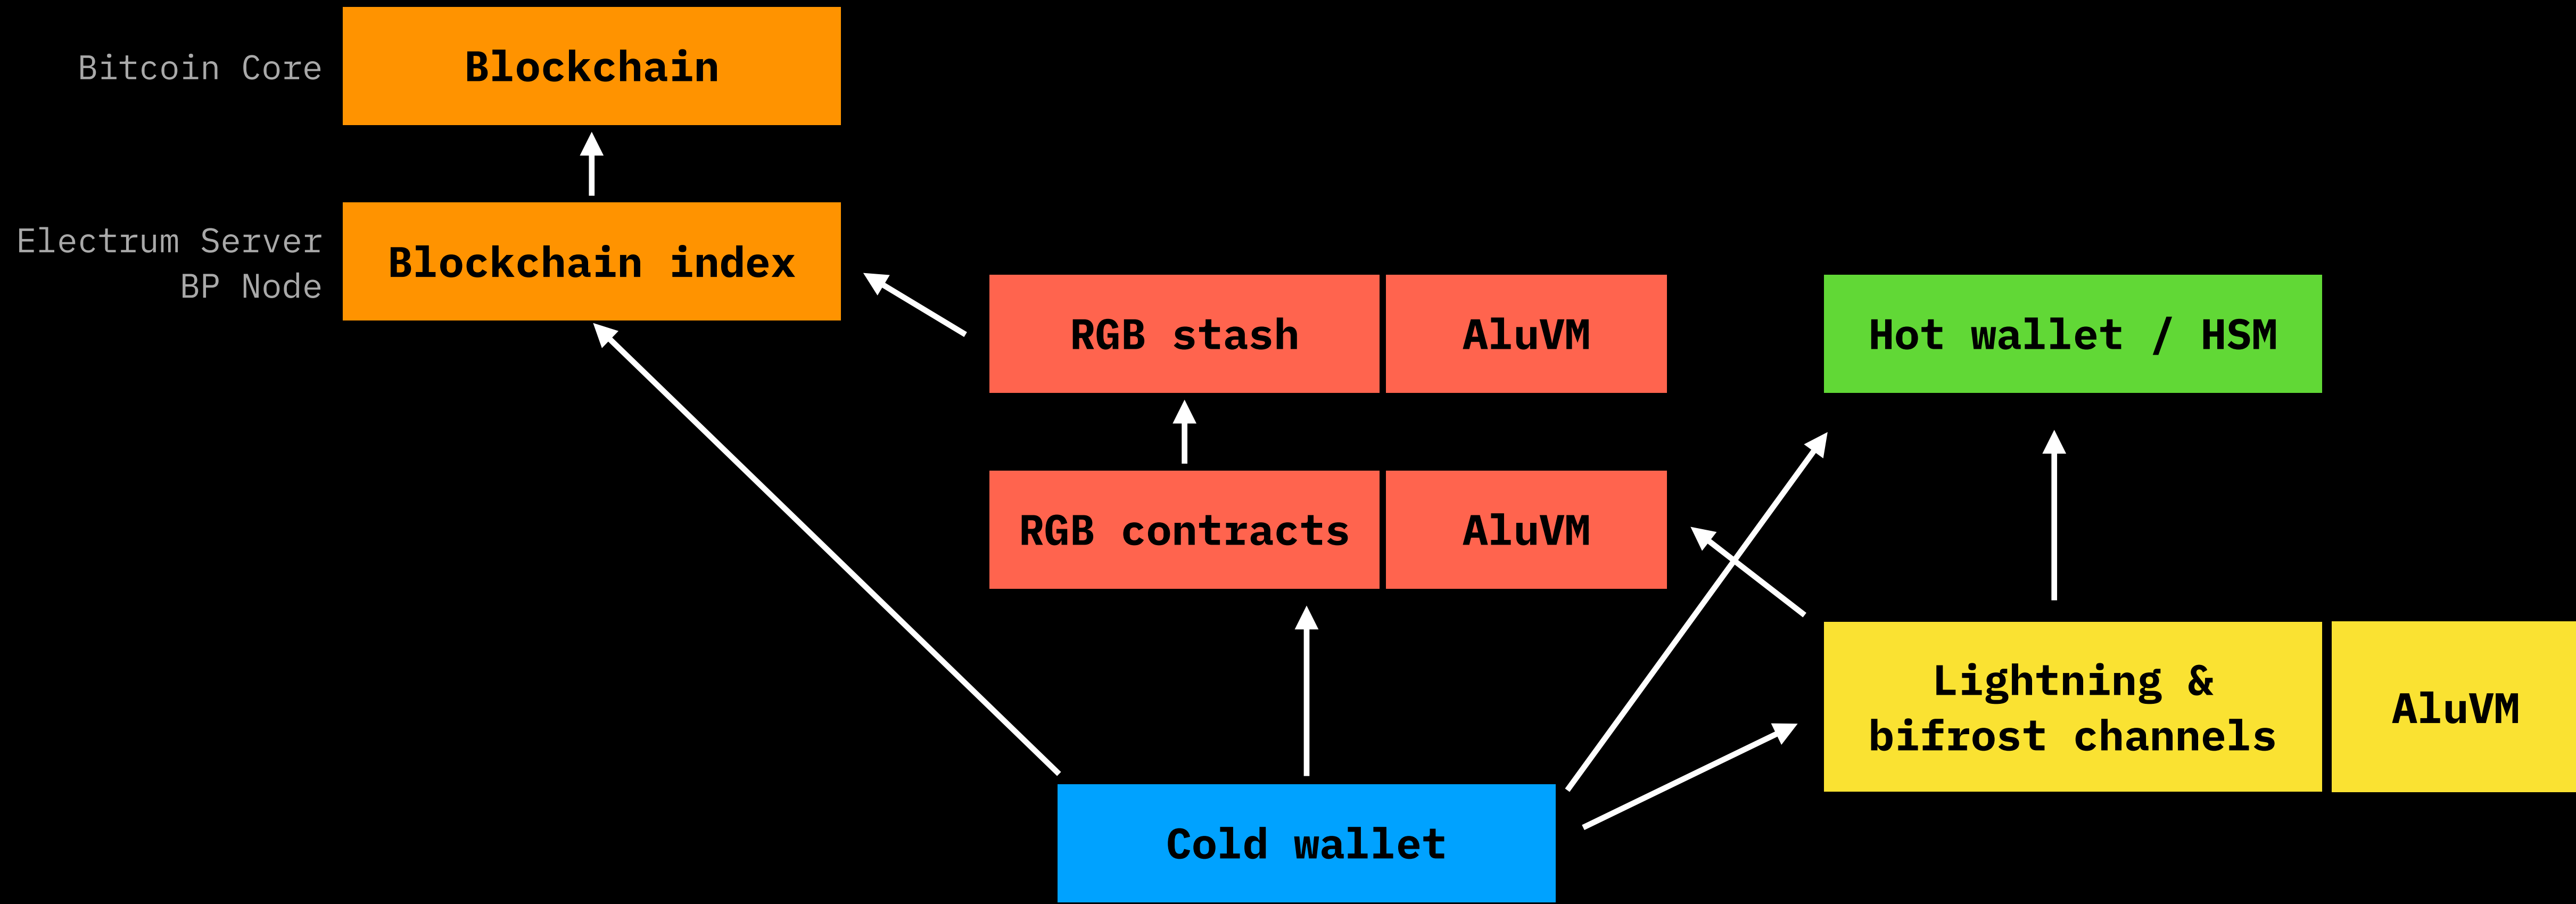 Bitcoin Core
Blockchain
Electrum Server
BP Node
Blockchain index
RGB stash
AluVM
Hot wallet / HSM
RGB contracts
AluVM
Lightning &
bifrost channels
AluVM
Cold wallet